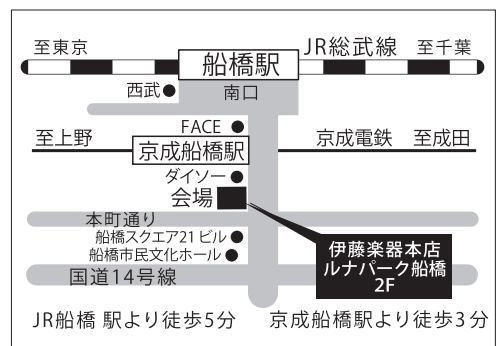 至東京
船橋駅
JR総武線
至千葉
西武
南口
FACE
至上野
京成船橋駅
京成電鉄
至成田
ダイソー
会場
本町通り
船橋スクエア21ビル
船橋市民文化ホール
国道14号線
伊藤楽器本店
ルナパーク船橋
2F
JR船橋 駅より徒歩5分
京成船橋駅より徒歩3分